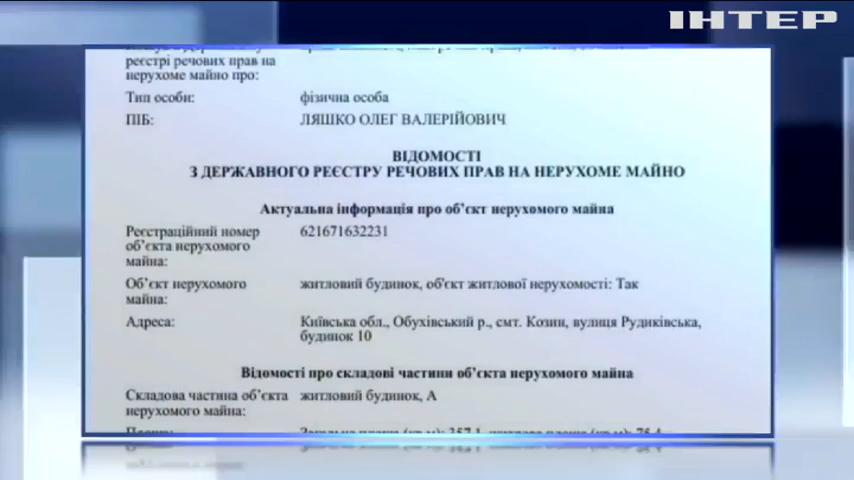 ІНТЕР
реєстрі речових прав на
нерухоме майно про:
Тип особи: фізична особа
ПІБ: ЛЯШКО ОЛЕГ ВАЛЕРІЙОВИЧ
ВІДОМОСТІ
З ДЕРЖАВНОГО РЕЄСТРУ РЕЧОВИХ ПРАВ НА НЕРУХОМЕ МАЙНО
Актуальна інформація про об’єкт нерухомого майна
Реєстраційний номер 621671632231
об’єкта нерухомого
майна:
Об’єкт нерухомого житловий будинок, об'єкт житлової нерухомості: Так
майна:
Адреса: Київська обл., Обухівський р., смт. Козин, вулиця Рудиківська,
будинок 10
Відомості про складові частини об’єкта нерухомого майна
Складова частина об’єкта житловий будинок, А
нерухомого майна: